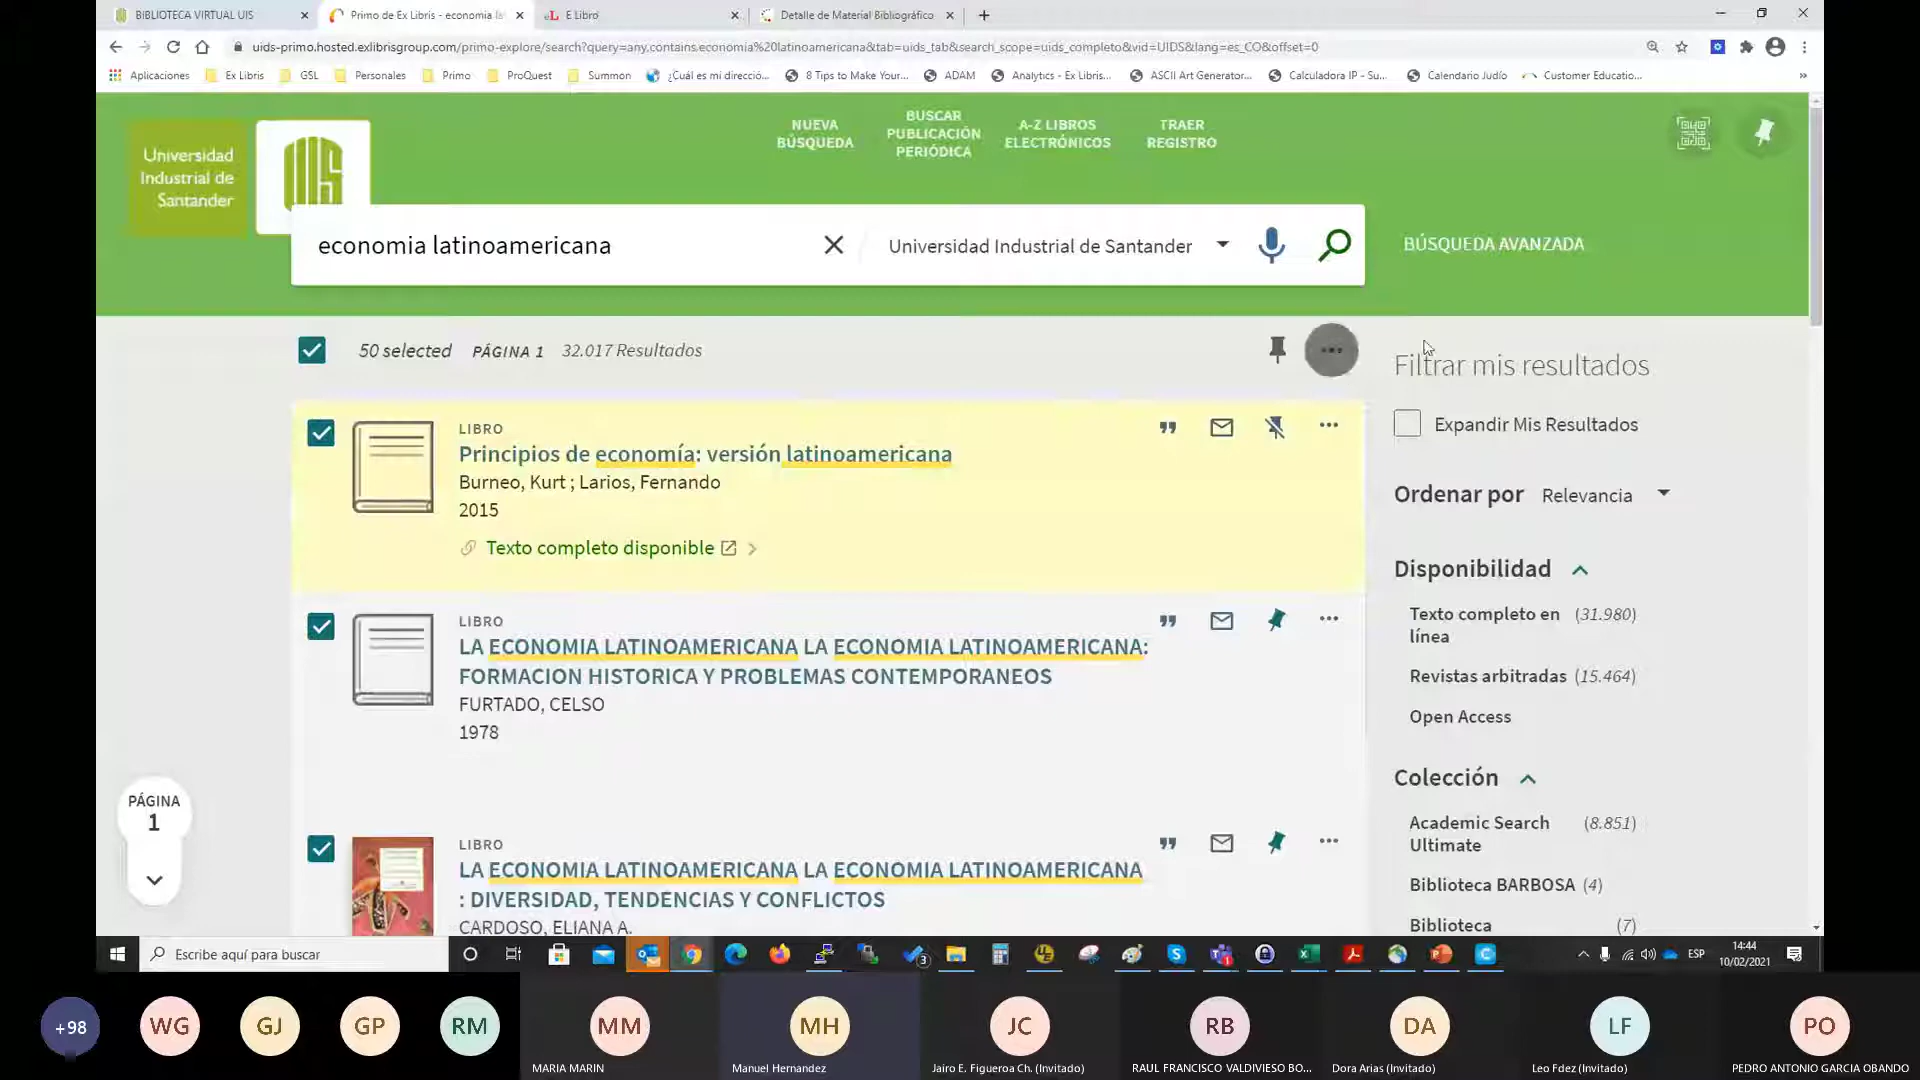 BIBLIOTECA VIRTUAL UIS
Primo de Ex Libris - economia la
E Libro
Detalle de Material Bibliográfico
uids-primo.hosted.exlibrisgroup.com/primo-explore/search?query=any,contains,economia%20latinoamericana&tab=uids_tab&search_scope=uids_completo&vid=UIDS&lang=es_CO&offset=0
Aplicaciones
Ex Libris
GSL
Personales
Primo
ProQuest
Summon
¿Cuál es mi direcció...
8 Tips to Make Your...
ADAM
Analytics - Ex Libris...
ASCII Art Generator...
Calculadora IP - Su...
Calendario Judío
Customer Educatio...
»
Universidad
Industrial de
Santander
UIS
NUEVA
BÚSQUEDA
BUSCAR
PUBLICACIÓN
PERIÓDICA
A-Z LIBROS
ELECTRÓNICOS
TRAER
REGISTRO
economia latinoamericana
Universidad Industrial de Santander
BÚSQUEDA AVANZADA
50 selected PÁGINA 1 32.017 Resultados
LIBRO
Principios de economía: versión latinoamericana
Burneo, Kurt ; Larios, Fernando
2015
Texto completo disponible
LIBRO
LA ECONOMIA LATINOAMERICANA LA ECONOMIA LATINOAMERICANA:
FORMACION HISTORICA Y PROBLEMAS CONTEMPORANEOS
FURTADO, CELSO
1978
LIBRO
LA ECONOMIA LATINOAMERICANA LA ECONOMIA LATINOAMERICANA
: DIVERSIDAD, TENDENCIAS Y CONFLICTOS
CARDOSO, ELIANA A.
PÁGINA
1
Filtrar mis resultados
Expandir Mis Resultados
Ordenar por Relevancia
Disponibilidad
Texto completo en
línea (31.980)
Revistas arbitradas (15.464)
Open Access
Colección
Academic Search
Ultimate (8.851)
Biblioteca BARBOSA (4)
Biblioteca (7)
Escribe aquí para buscar
3
ESP
14:44
10/02/2021
+98
WG
GJ
GP
RM
MM
MARIA MARIN
MH
Manuel Hernandez
JC
Jairo E. Figueroa Ch. (Invitado)
RB
RAUL FRANCISCO VALDIVIESO BO...
DA
Dora Arias (Invitado)
LF
Leo Fdez (Invitado)
PO
PEDRO ANTONIO GARCIA OBANDO